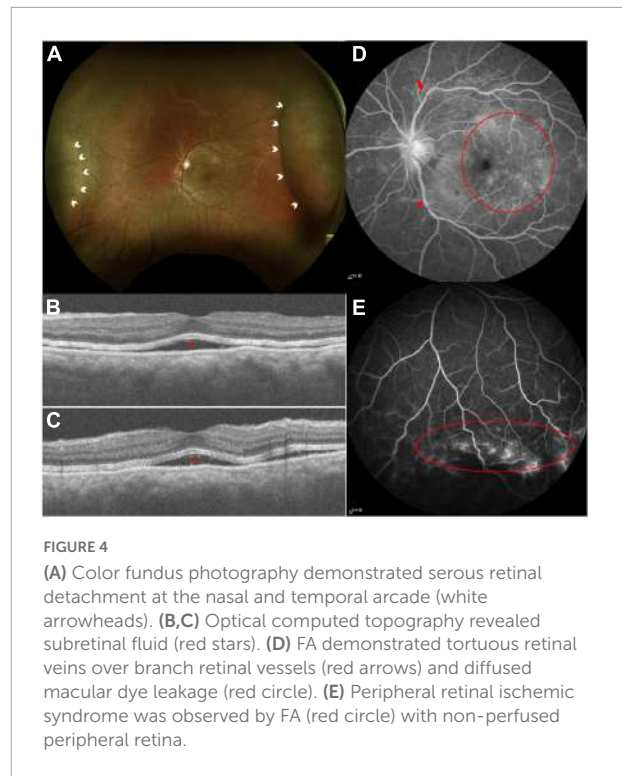 A
D
B
E
C
FIGURE 4
(A) Color fundus photography demonstrated serous retinal
detachment at the nasal and temporal arcade (white
arrowheads). (B,C) Optical computed topography revealed
subretinal fluid (red stars). (D) FA demonstrated tortuous retinal
veins over branch retinal vessels (red arrows) and diffused
macular dye leakage (red circle). (E) Peripheral retinal ischemic
syndrome was observed by FA (red circle) with non-perfused
peripheral retina.